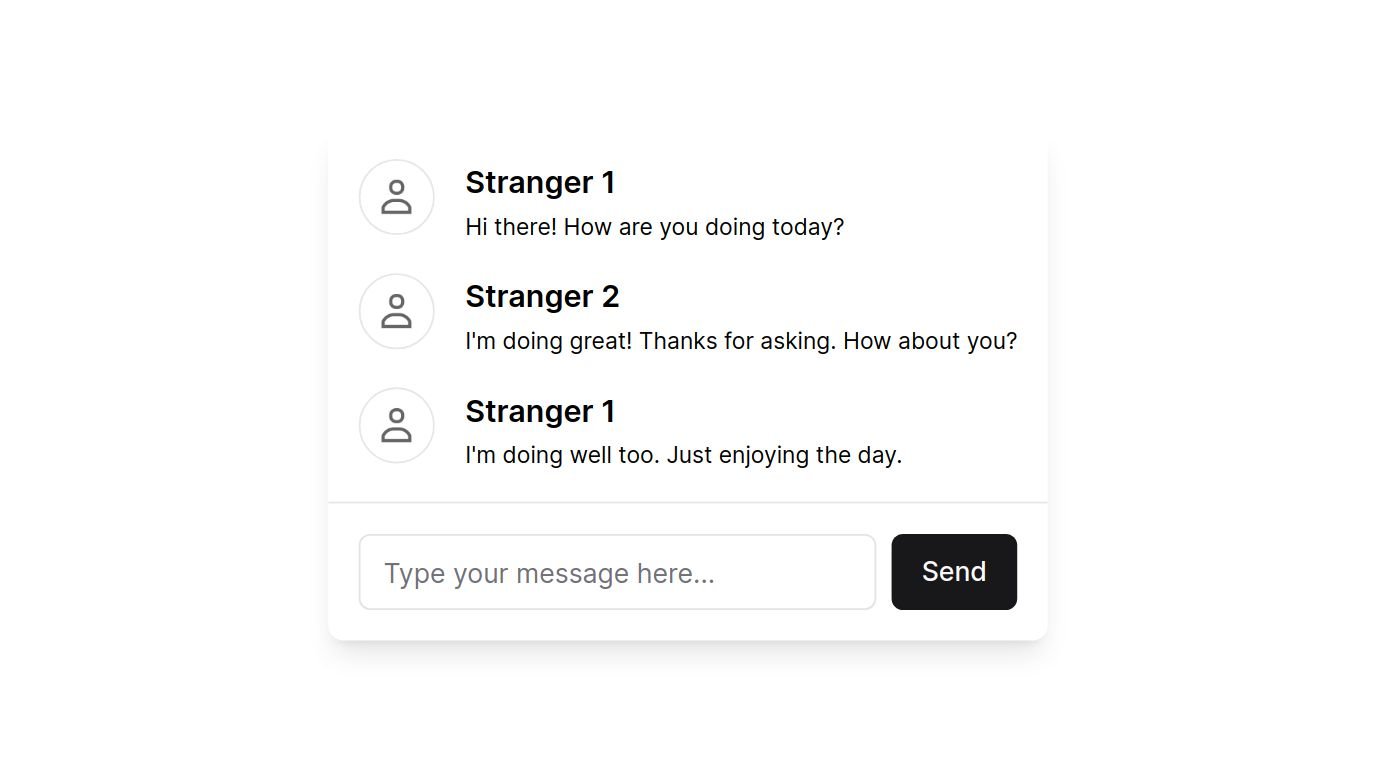 Stranger 1
Hi there! How are you doing today?
Stranger 2
I'm doing great! Thanks for asking. How about you?
Stranger 1
I'm doing well too. Just enjoying the day.
Type your message here...
Send